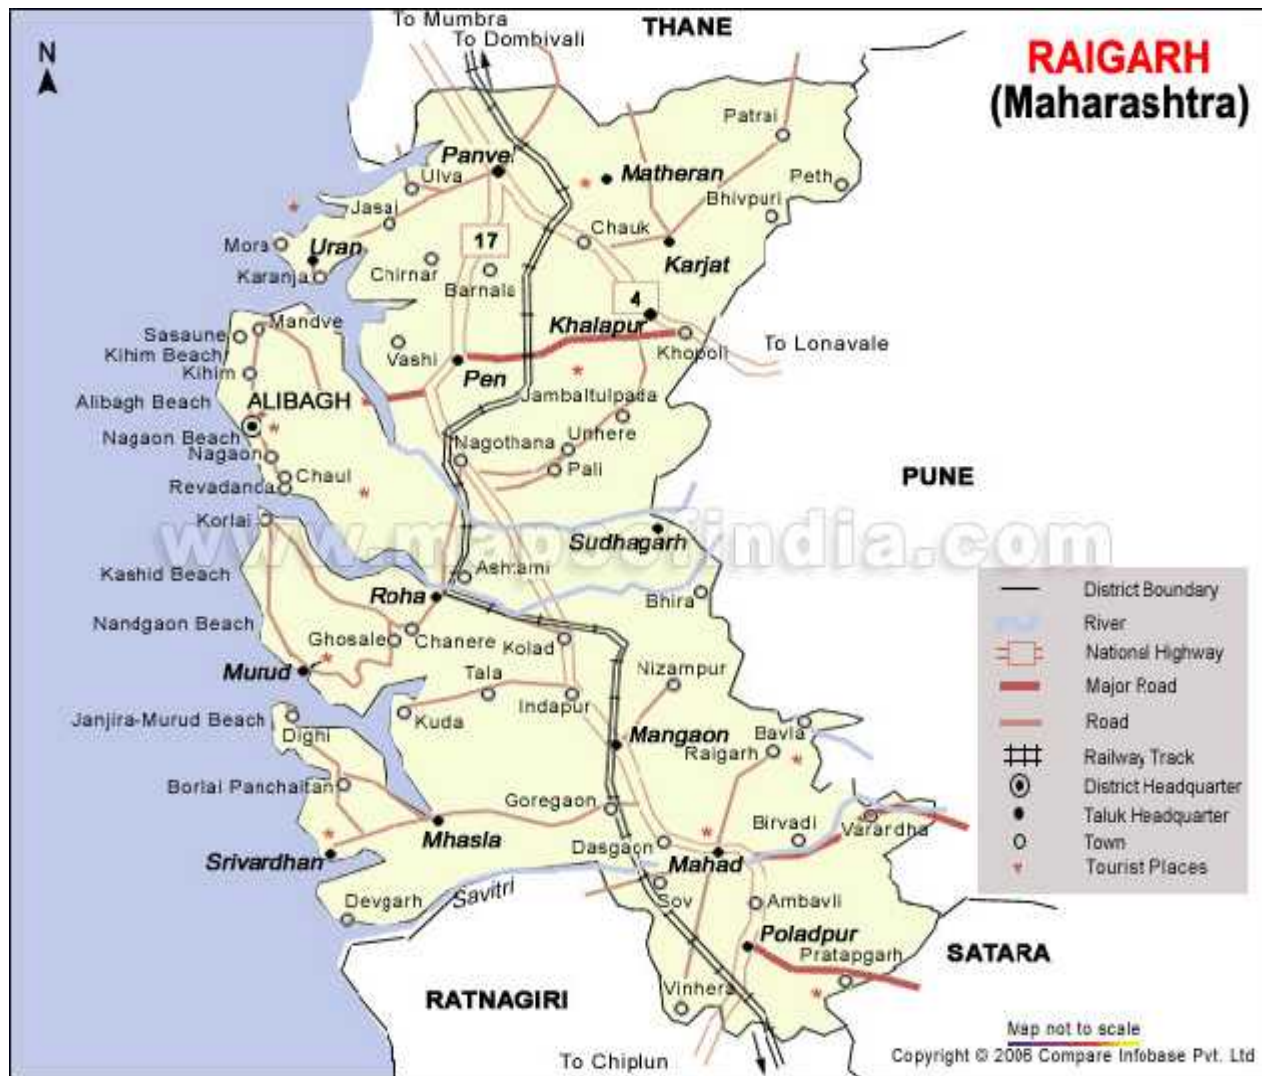 To Mumbra
To Dombivali
THANE
N
RAIGARH
(Maharashtra)
Patrai
Panvel
Matheran
Peth
Ulva
Bhivpuri
Jasai
Chauk
Mora
Uran
17
Karjat
Karanja
Chirnar
Barnala
4
Mandve
Sasaune
Khalapur
Kihim Beach
Vashi
Khopoli
To Lonavale
Kihim
Pen
Alibagh Beach
ALIBAGH
Jambaltulpada
Nagaon Beach
Nagothana
Unhere
Nagaon
Pali
Chaul
PUNE
Revadanda
Korlai
www.mapsofindia.com
Sudhagarh
Kashid Beach
Ashtami
Roha
Bhira
Nandgaon Beach
Ghosale
Chanere
Kolad
Murud
Tala
Nizampur
Janjira-Murud Beach
Kuda
Indapur
Dighi
Mangaon
Bavla
Raigarh
Borlai Panchaitan
Goregaon
Birvadi
Varardha
Mhasla
Dasgaon
Mahad
Srivardhan
Savitri
Sov
Ambavli
Devgarh
Poladpur
Pratapgarh
SATARA
RATNAGIRI
Vinhera
To Chiplun
District Boundary
River
National Highway
Major Road
Road
Railway Track
District Headquarter
Taluk Headquarter
Town
Tourist Places
Map not to scale
Copyright © 2006 Compare Infobase Pvt. Ltd